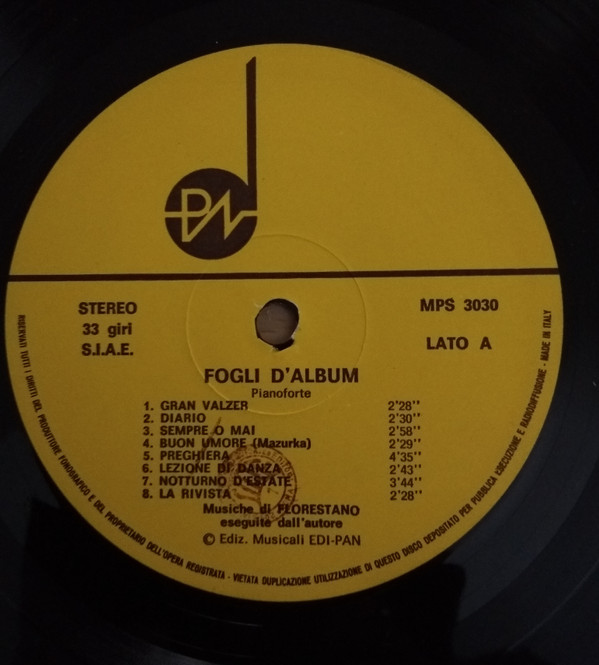 PAN
STEREO
33 giri
S.I.A.E.
MPS 3030
LATO A
FOGLI D'ALBUM
Pianoforte
1. GRAN VALZER 2'28''
2. DIARIO 2'30''
3. SEMPRE O MAI 2'58''
4. BUON UMORE (Mazurka) 2'29''
5. PREGHIERA 4'35''
6. LEZIONE DI DANZA 2'43''
7. NOTTURNO D'ESTATE 3'44''
8. LA RIVISTA 2'28''
Musiche di FLORESTANO
eseguite dall'autore
© Ediz. Musicali EDI-PAN
RISERVATI TUTTI I DIRITTI DEL PRODUTTORE FONOGRAFICO E DEL PROPRIETARIO DELL'OPERA REGISTRATA - VIETATA DUPLICAZIONE UTILIZZAZIONE DI QUESTO DISCO DEPOSITATO PER PUBBLICA ESECUZIONE E RADIODIFFUSIONE - MADE IN ITALY